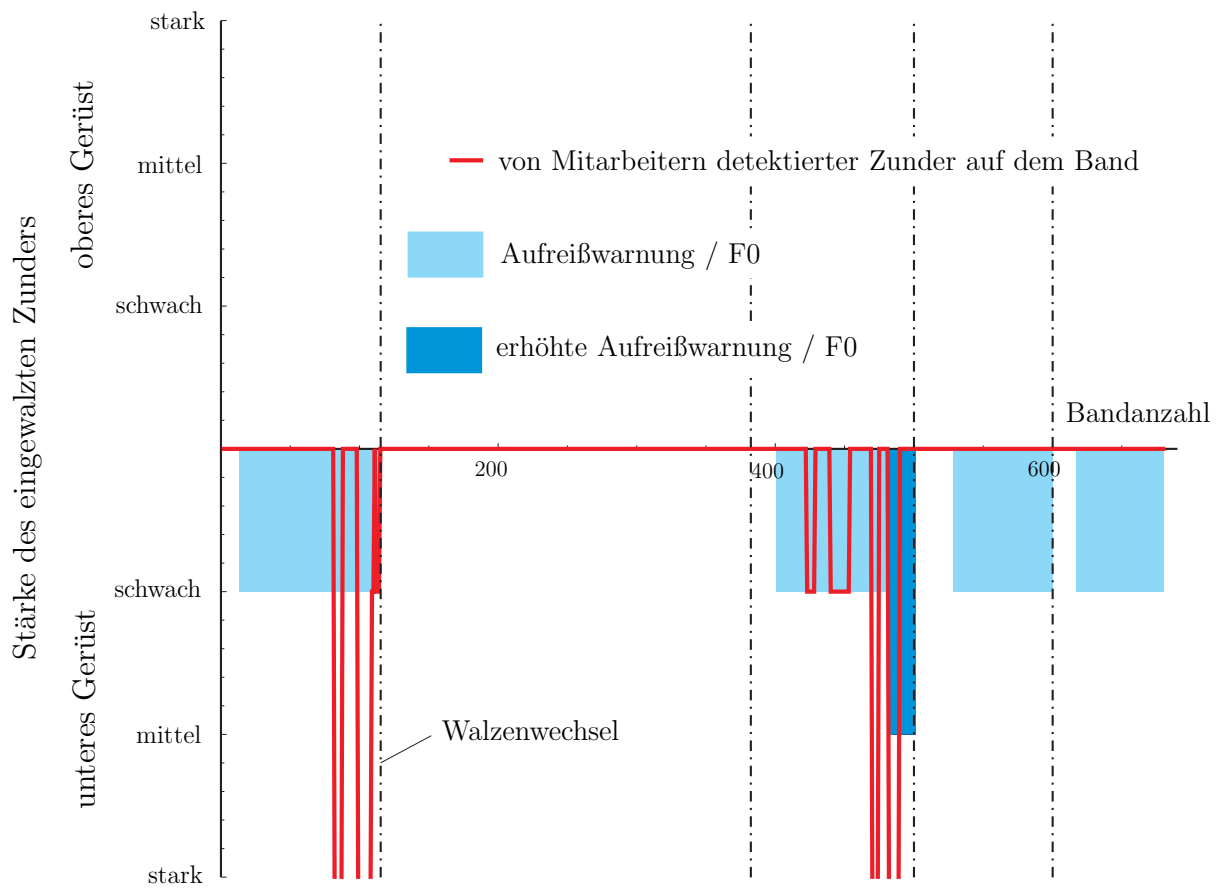 stark
mittel
schwach
oberes Gerüst
Stärke des eingewalzten Zunders
von Mitarbeitern detektierter Zunder auf dem Band
Aufreißwarnung / F0
erhöhte Aufreißwarnung / F0
Bandanzahl
200
400
600
schwach
mittel
stark
unteres Gerüst
Walzenwechsel